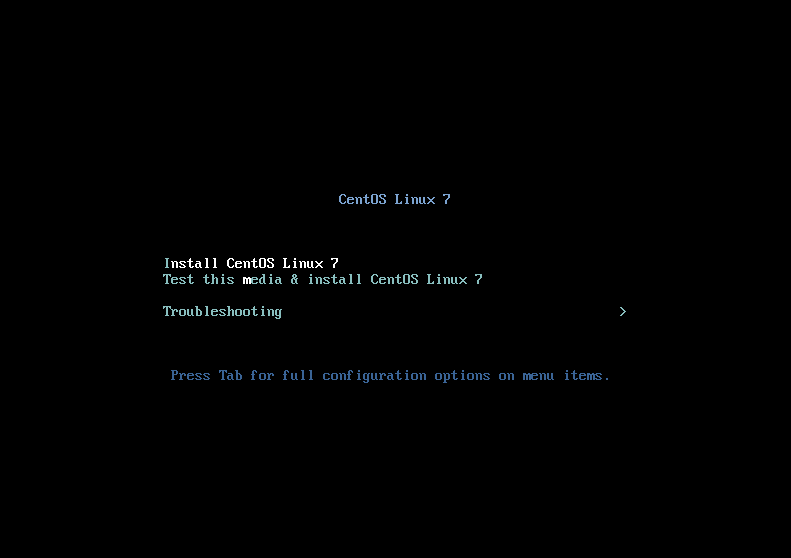 CentOS Linux 7
Install CentOS Linux 7
Test this media & install CentOS Linux 7
Troubleshooting >
Press Tab for full configuration options on menu items.